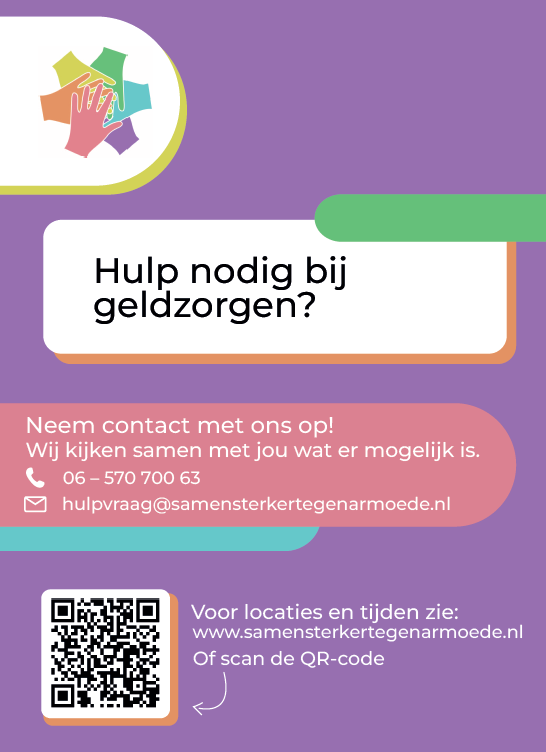 Hulp nodig bij
geldzorgen?
Neem contact met ons op!
Wij kijken samen met jou wat er mogelijk is.
06 – 570 700 63
hulpvraag@samensterkertegenarmoede.nl
Voor locaties en tijden zie:
www.samensterkertegenarmoede.nl
Of scan de QR-code